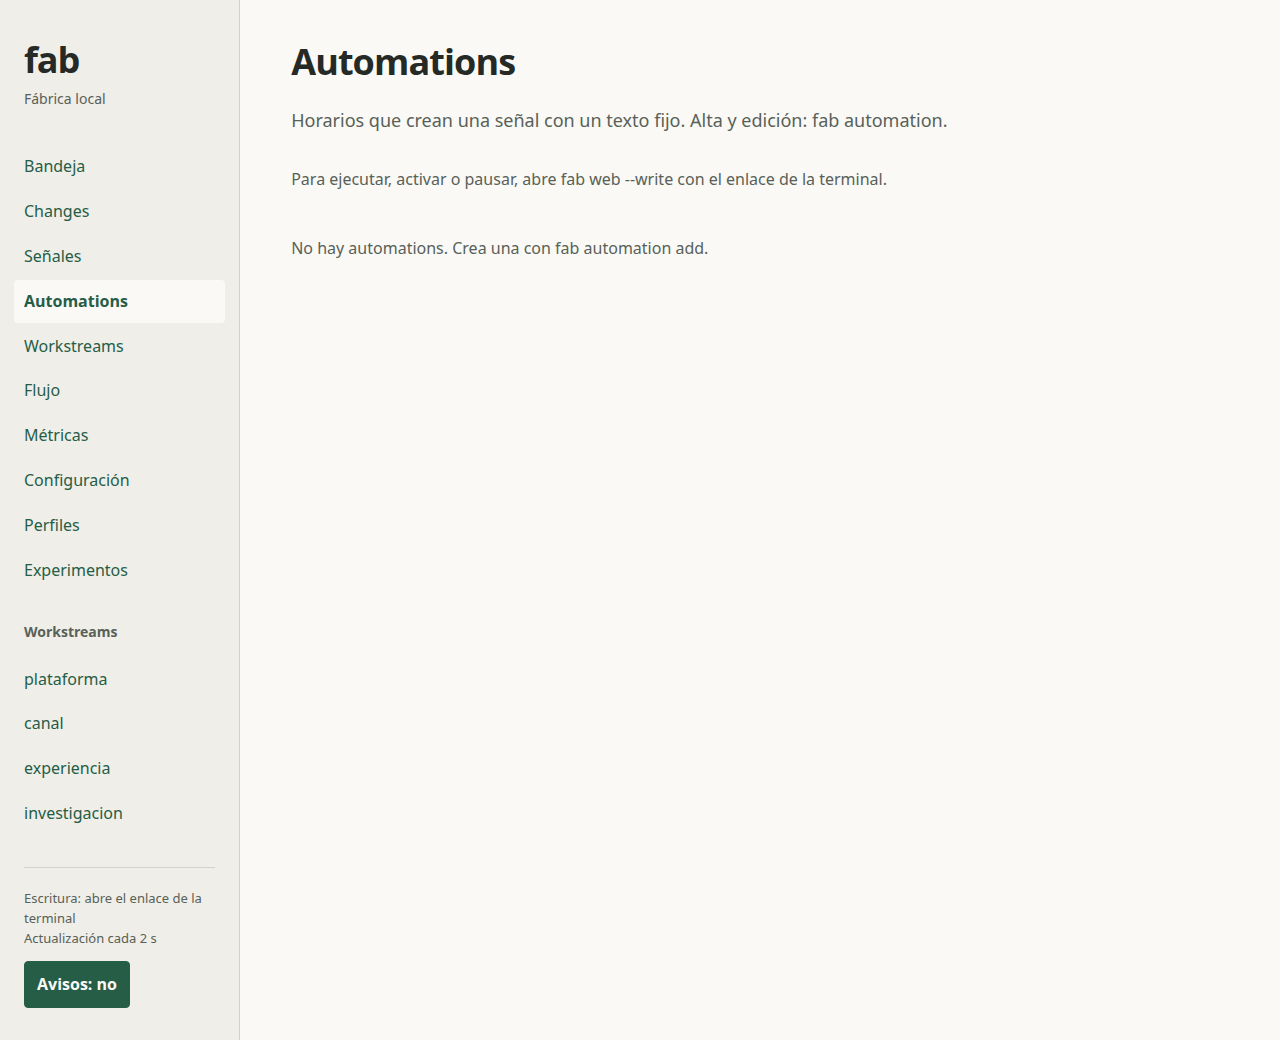 fab
Fábrica local
Bandeja
Changes
Señales
Automations
Workstreams
Flujo
Métricas
Configuración
Perfiles
Experimentos
Workstreams
plataforma
canal
experiencia
investigacion
Escritura: abre el enlace de la
terminal
Actualización cada 2 s
Avisos: no
Automations
Horarios que crean una señal con un texto fijo. Alta y edición: fab automation.
Para ejecutar, activar o pausar, abre fab web --write con el enlace de la terminal.
No hay automations. Crea una con fab automation add.